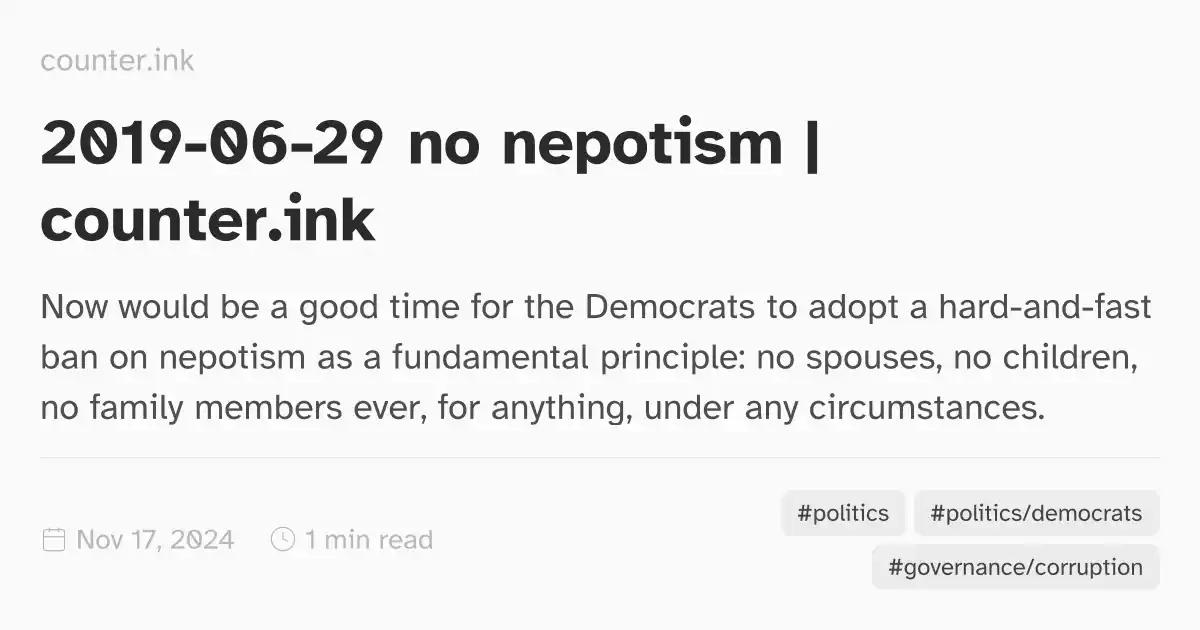 counter.ink
2019-06-29 no nepotism |
counter.ink
Now would be a good time for the Democrats to adopt a hard-and-fast
ban on nepotism as a fundamental principle: no spouses, no children,
no family members ever, for anything, under any circumstances.
Nov 17, 2024 1 min read
#politics #politics/democrats
#governance/corruption